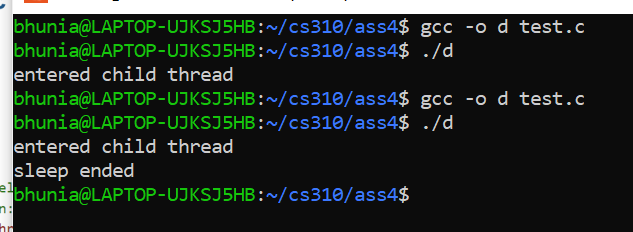 bhunia@LAPTOP-UJKSJ5HB:~/cs310/ass4$ gcc -o d test.c
bhunia@LAPTOP-UJKSJ5HB:~/cs310/ass4$ ./d
entered child thread
bhunia@LAPTOP-UJKSJ5HB:~/cs310/ass4$ gcc -o d test.c
bhunia@LAPTOP-UJKSJ5HB:~/cs310/ass4$ ./d
entered child thread
sleep ended
bhunia@LAPTOP-UJKSJ5HB:~/cs310/ass4$